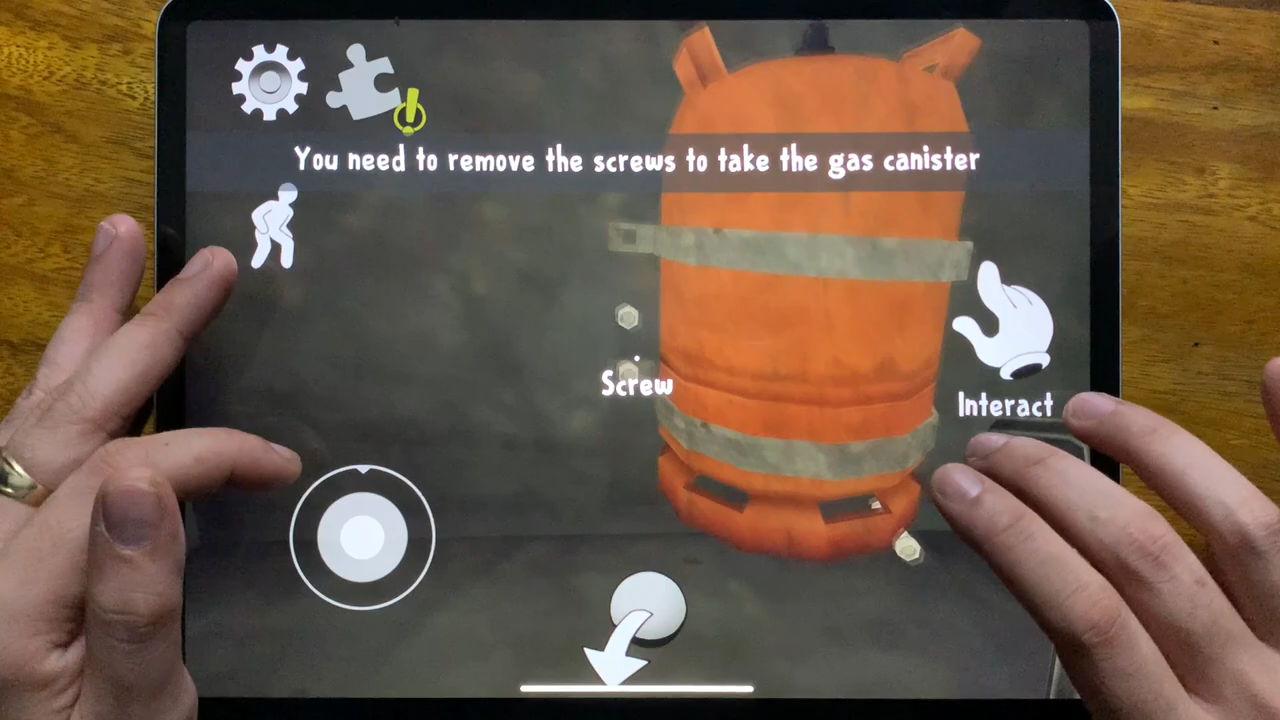 You need to remove the screws to take the gas canister
Screw
Interact